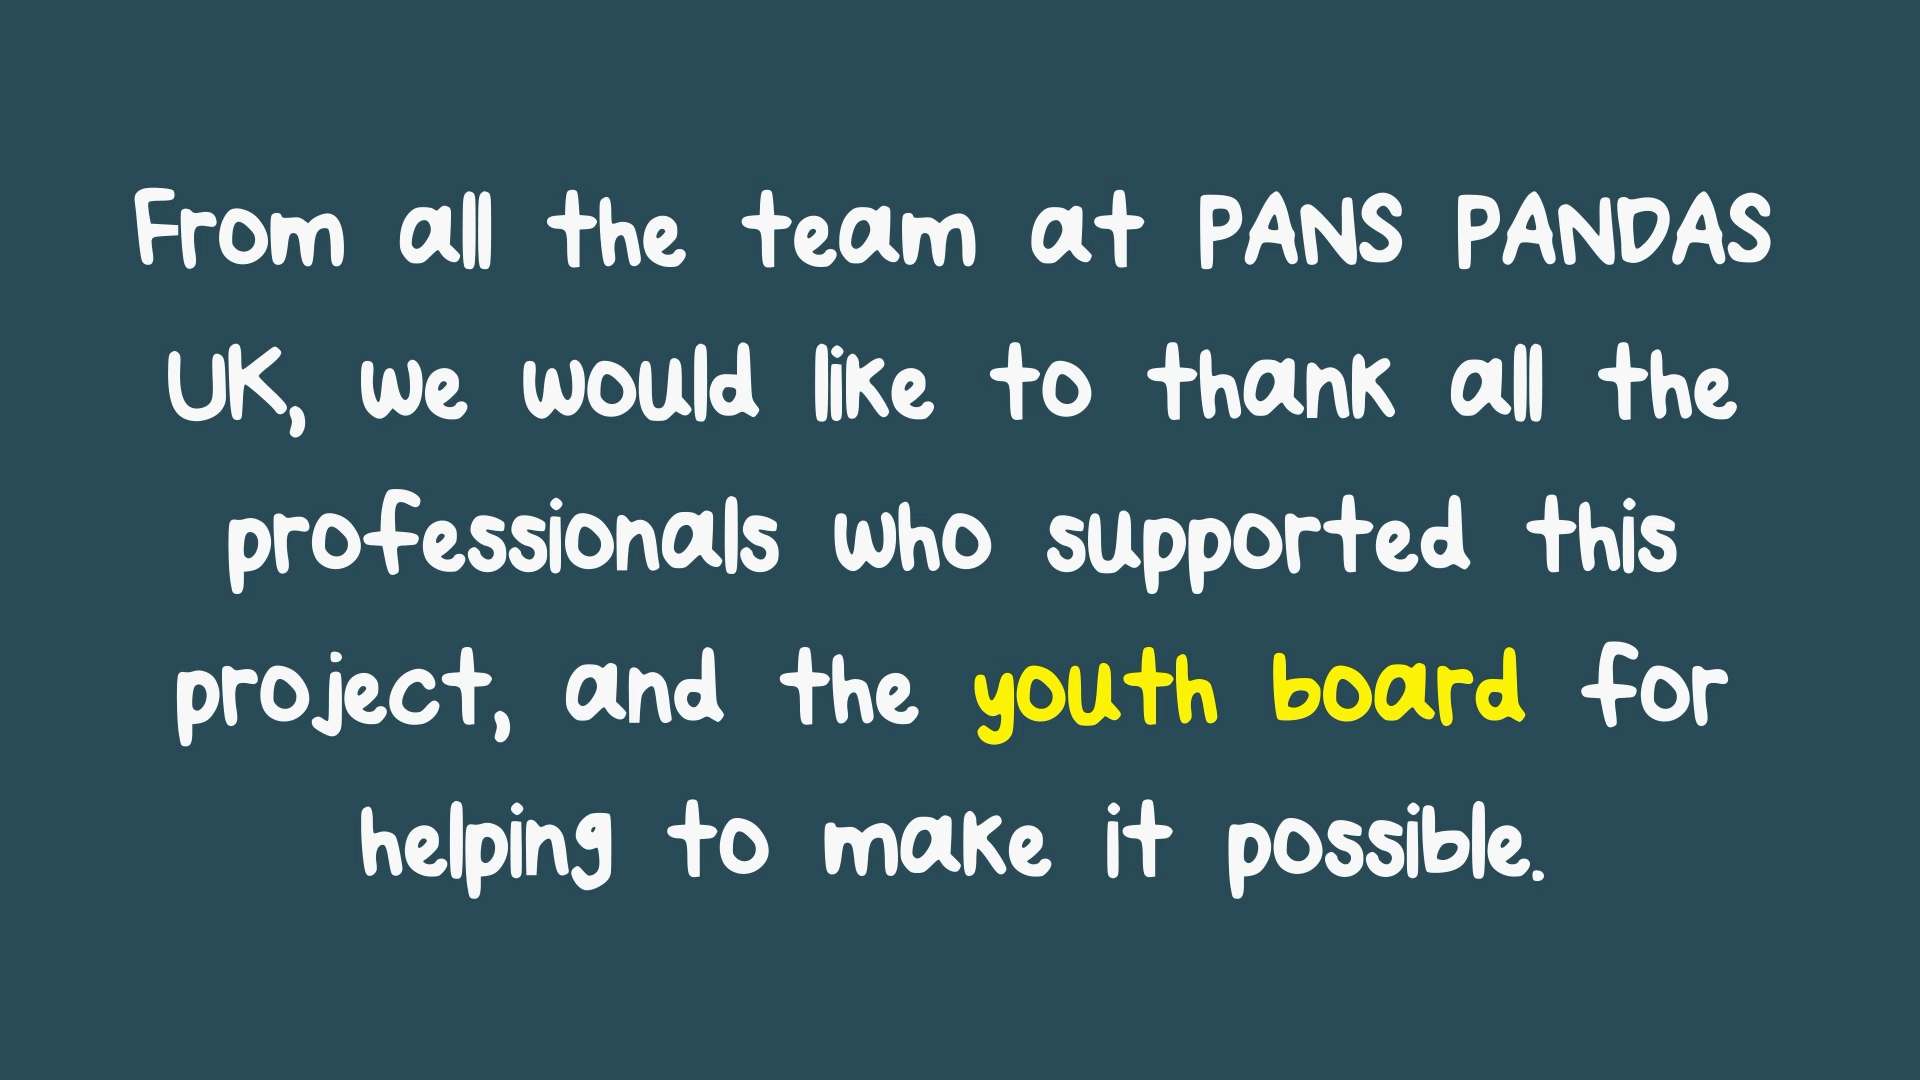 From all the team at PANS PANDAS
UK, we would like to thank all the
professionals who supported this
project, and the youth board for
helping to make it possible.